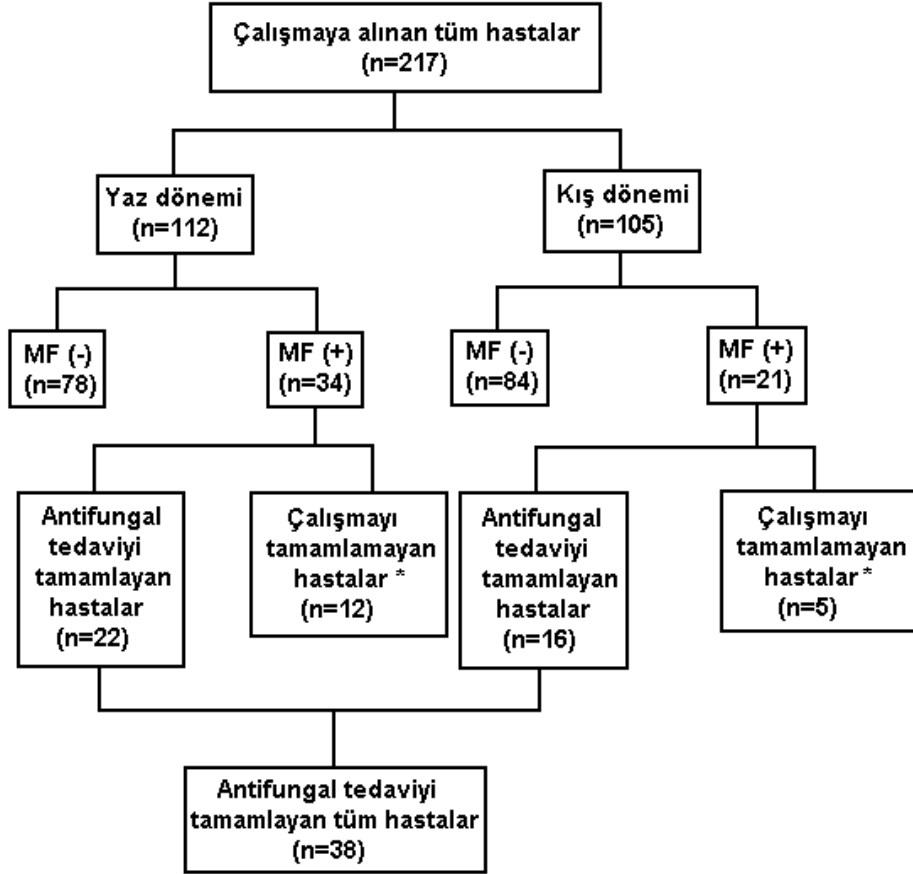 Çalışmaya alınan tüm hastalar
(n=217)
Yaz dönemi
(n=112)
Kış dönemi
(n=105)
MF (-)
(n=78)
MF (+)
(n=34)
MF (-)
(n=84)
MF (+)
(n=21)
Antifungal
tedaviyi
tamamlayan
hastalar
(n=22)
Çalışmayı
tamamlamayan
hastalar *
(n=12)
Antifungal
tedaviyi
tamamlayan
hastalar
(n=16)
Çalışmayı
tamamlamayan
hastalar *
(n=5)
Antifungal tedaviyi
tamamlayan tüm hastalar
(n=38)